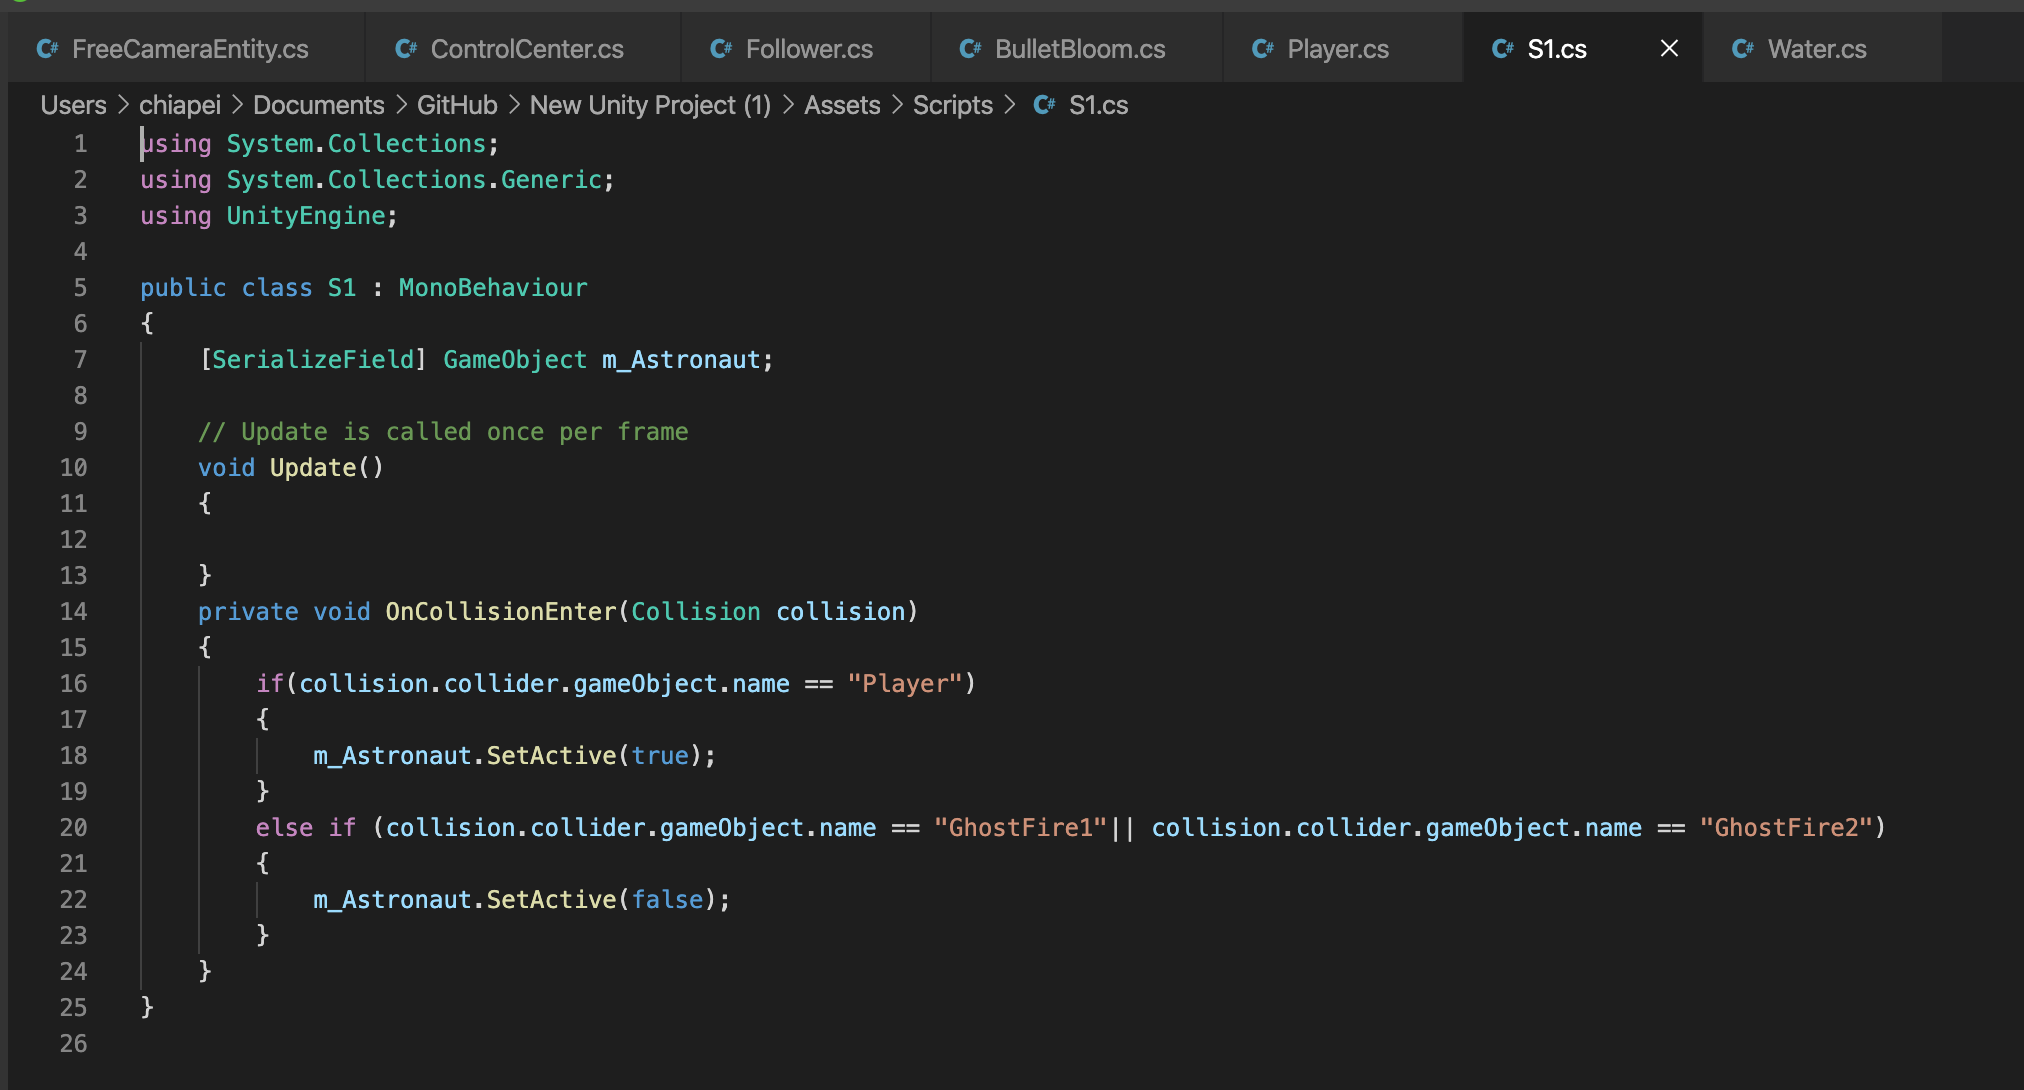 C# FreeCameraEntity.cs C# ControlCenter.cs C# Follower.cs C# BulletBloom.cs C# Player.cs C# S1.cs × C# Water.cs
Users > chiapei > Documents > GitHub > New Unity Project (1) > Assets > Scripts > C# S1.cs
1 using System.Collections;
2 using System.Collections.Generic;
3 using UnityEngine;
4
5 public class S1 : MonoBehaviour
6 {
7     [SerializeField] GameObject m_Astronaut;
8
9     // Update is called once per frame
10     void Update()
11     {
12
13     }
14     private void OnCollisionEnter(Collision collision)
15     {
16         if(collision.collider.gameObject.name == "Player")
17         {
18             m_Astronaut.SetActive(true);
19         }
20         else if (collision.collider.gameObject.name == "GhostFire1"|| collision.collider.gameObject.name == "GhostFire2")
21         {
22             m_Astronaut.SetActive(false);
23         }
24     }
25 }
26